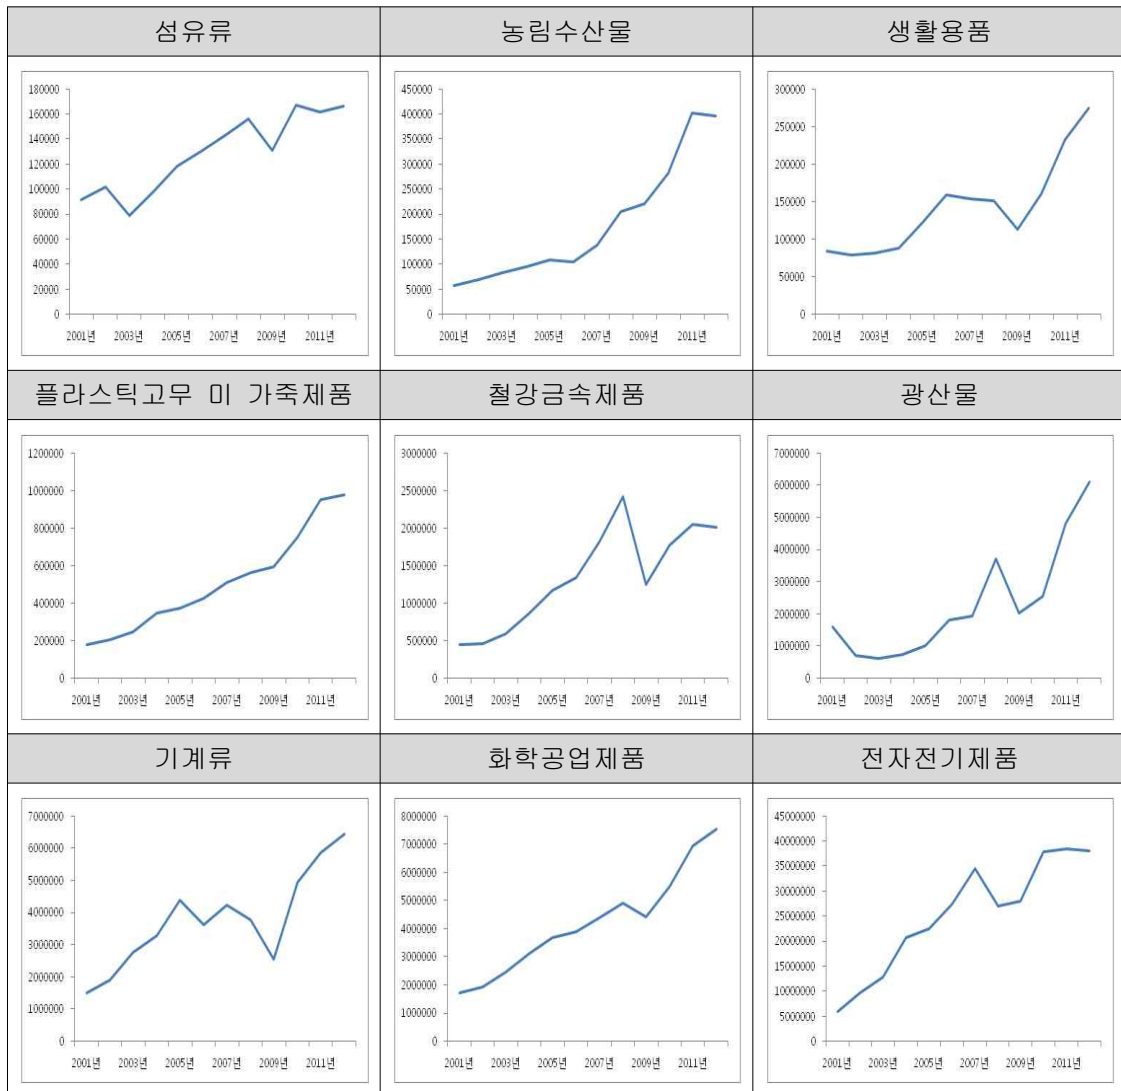 섬유류 농림수산물 생활용품
180000 450000 300000
160000 400000 250000
140000 350000 200000
120000 300000 150000
100000 250000 100000
80000 200000 50000
60000 150000 0
40000 100000
20000 50000
0 0
2001년 2003년 2005년 2007년 2009년 2011년 2001년 2003년 2005년 2007년 2009년 2011년 2001년 2003년 2005년 2007년 2009년 2011년
플라스틱고무 미 가죽제품 철강금속제품 광산물
1200000 3000000 7000000
1000000 2500000 6000000
800000 2000000 5000000
600000 1500000 4000000
400000 1000000 3000000
200000 500000 2000000
0 0 1000000
0
2001년 2003년 2005년 2007년 2009년 2011년 2001년 2003년 2005년 2007년 2009년 2011년 2001년 2003년 2005년 2007년 2009년 2011년
기계류 화학공업제품 전자전기제품
7000000 8000000 45000000
6000000 7000000 40000000
5000000 6000000 35000000
4000000 5000000 30000000
3000000 4000000 25000000
2000000 3000000 20000000
1000000 2000000 15000000
0 1000000 10000000
0 5000000
0
2001년 2003년 2005년 2007년 2009년 2011년 2001년 2003년 2005년 2007년 2009년 2011년 2001년 2003년 2005년 2007년 2009년 2011년